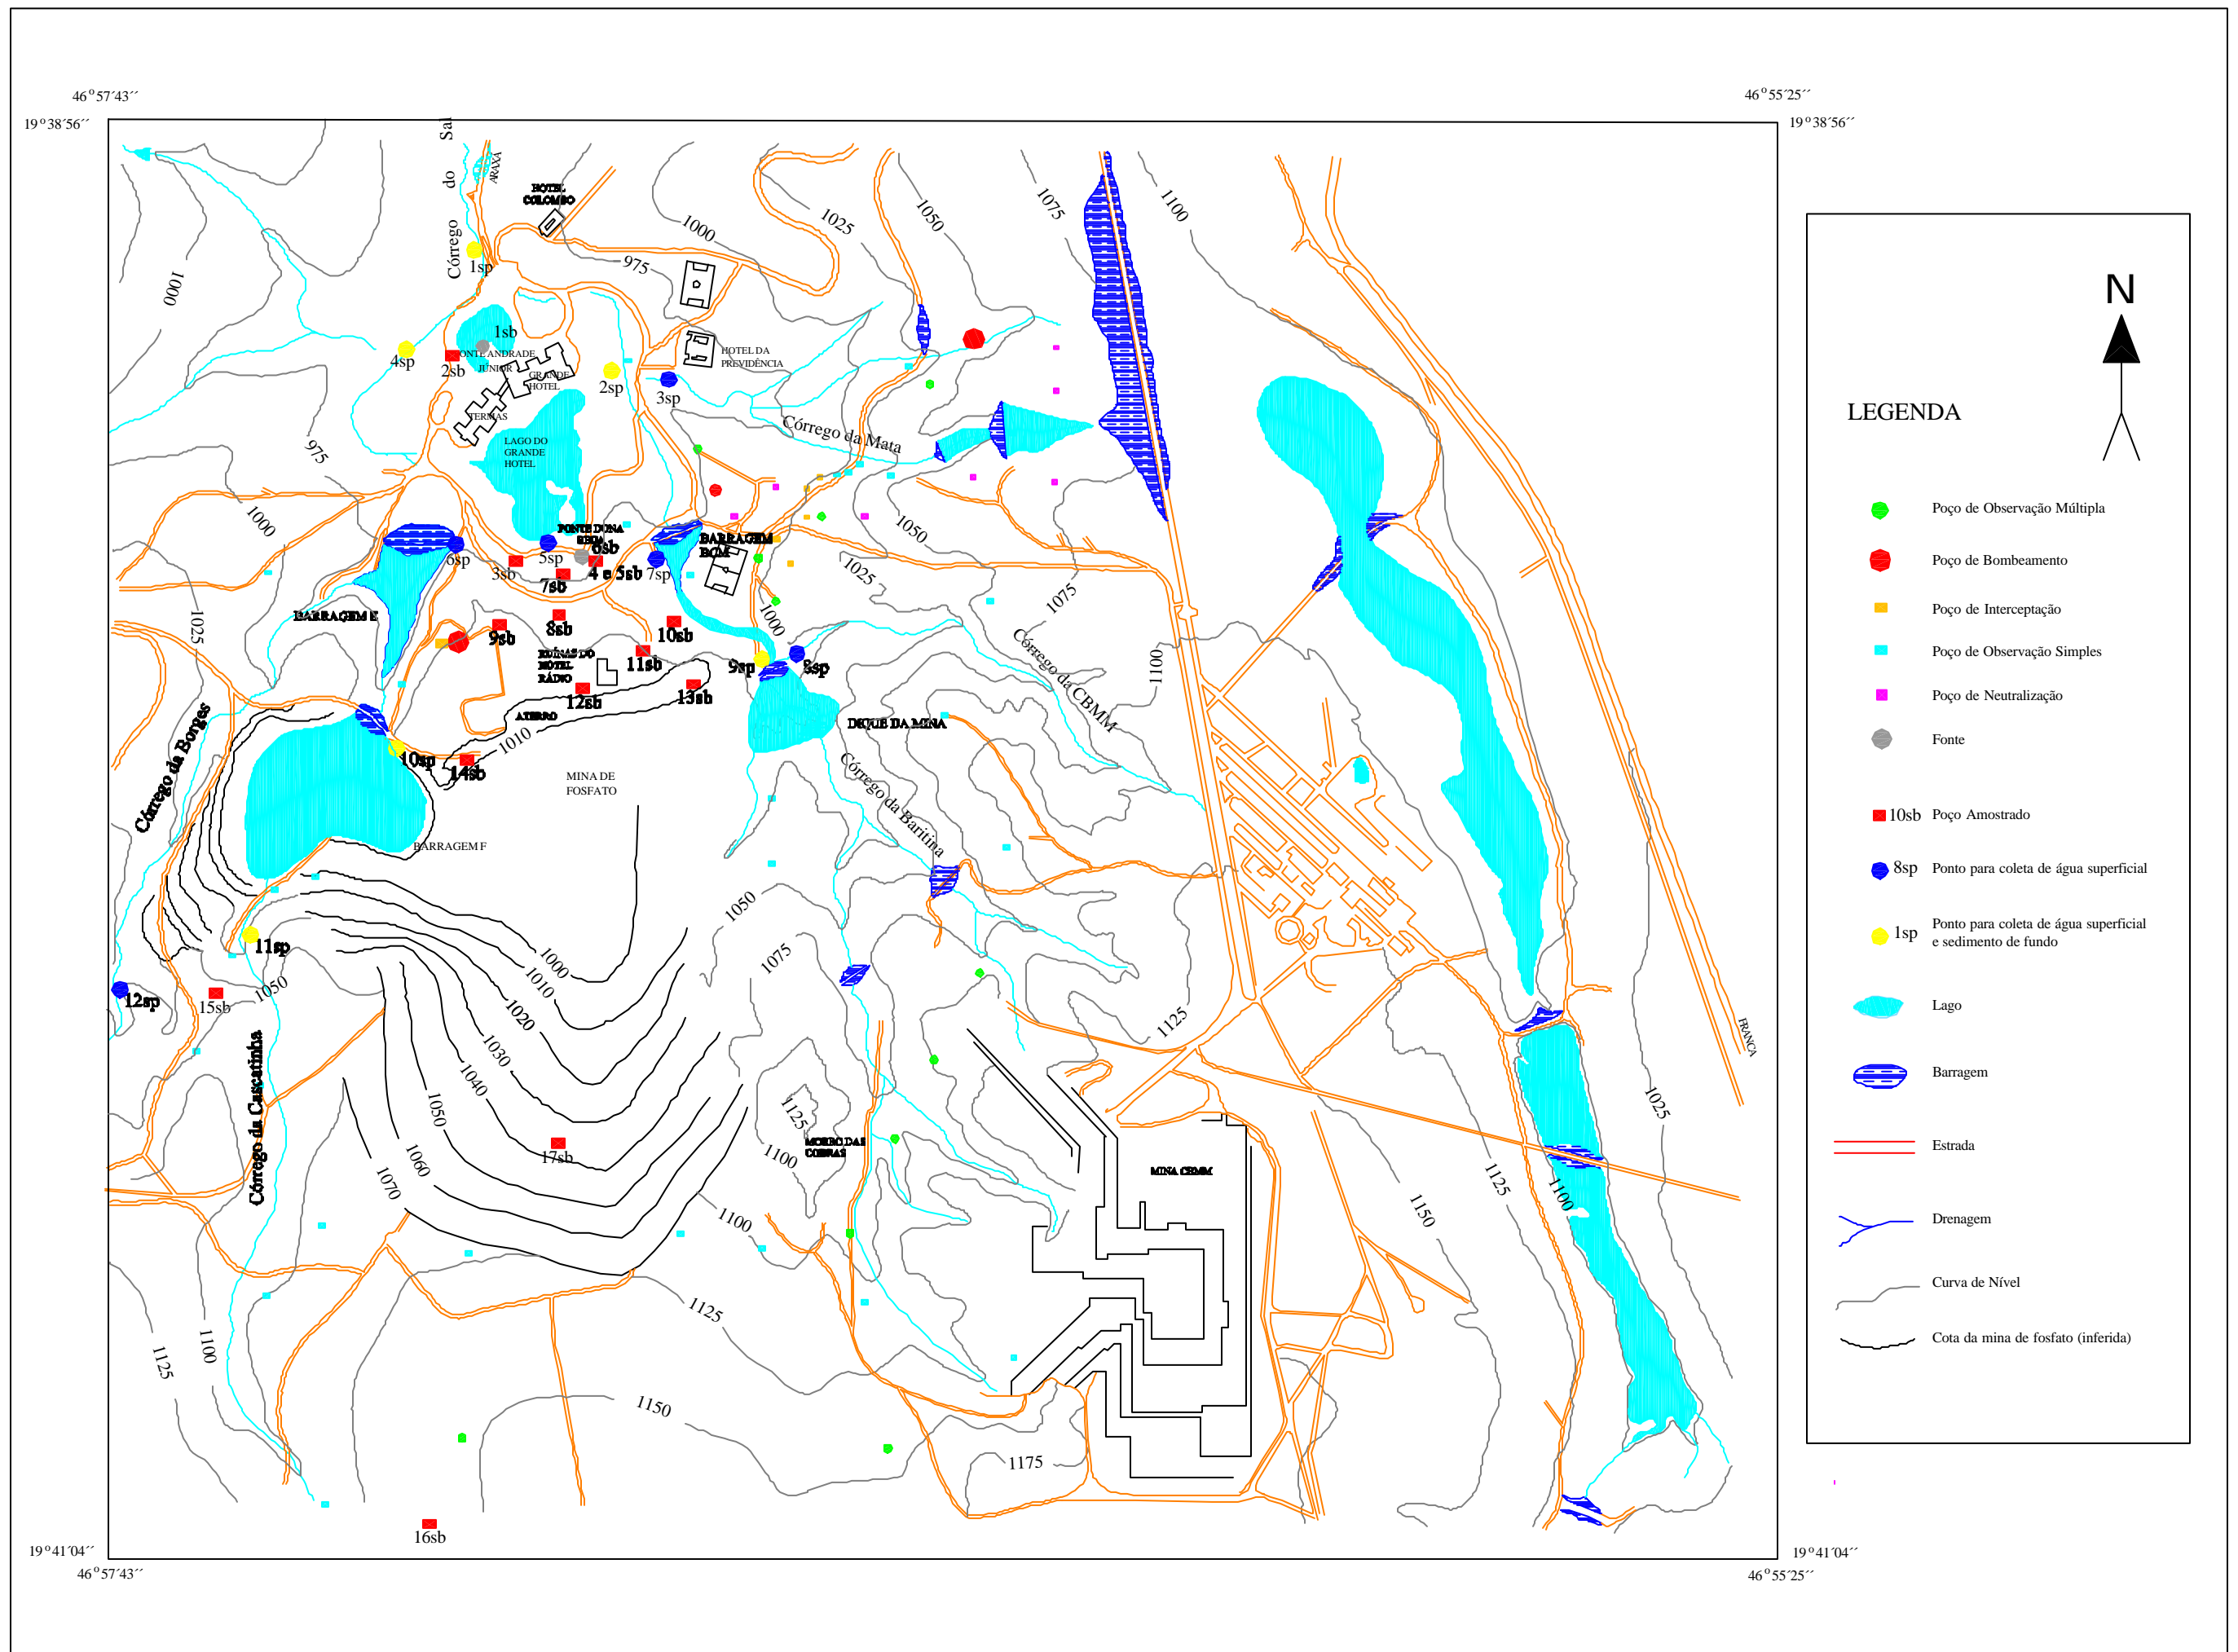 46°57´43´´
46°55´25´´
19°38´56´´
19°38´56´´
Córrego do Sal
ARAXA
HOTEL
COLOMBO
1000
1000
975
1025
1050
1075
1100
1sp
1sb
4sp
2sb
FONTE ANDRADE
JUNIOR
GRANDE
HOTEL
TERMAS
2sp
3sp
HOTEL DA
PREVIDÊNCIA
LAGO DO
GRANDE
HOTEL
Córrego da Mata
975
1000
FONTE DONA
BEJA
6sb
6sp
3sb
5sp
7sb
4 e 5sb
7sp
BARRAGEM
BCM
1050
1025
1075
1025
BARRAGEM E
9sb
8sb
10sb
1000
RUÍNAS DO
HOTEL
RÁDIO
11sb
9sp
8sp
Córrego da CBMM
1100
12sb
13sb
ATERRO
1010
DIQUE DA MINA
Córrego da Borges
10sp
14sb
MINA DE
FOSFATO
Córrego da Baritina
BARRAGEM F
1050
1075
11sp
1050
12sp
15sb
1000
1010
1020
1030
1040
1050
1060
1070
Córrego da Cascatinha
17sb
1125
1100
MORRO DAS
COBRAS
1125
MINA CBMM
FRANCA
1025
1125
1100
1150
1100
1125
1100
1125
1150
1175
16sb
19°41´04´´
46°57´43´´
19°41´04´´
46°55´25´´
N
LEGENDA
Poço de Observação Múltipla
Poço de Bombeamento
Poço de Interceptação
Poço de Observação Simples
Poço de Neutralização
Fonte
10sb Poço Amostrado
8sp Ponto para coleta de água superficial
1sp Ponto para coleta de água superficial
e sedimento de fundo
Lago
Barragem
Estrada
Drenagem
Curva de Nível
Cota da mina de fosfato (inferida)